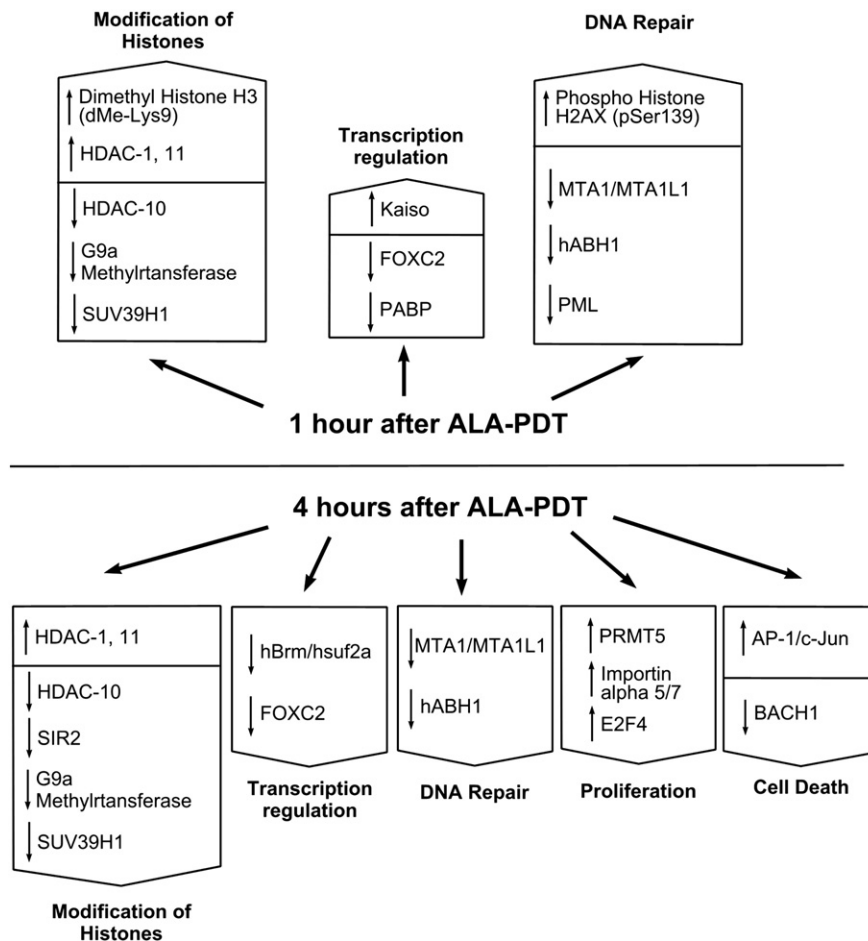 Modification of
Histones
↑ Dimethyl Histone H3
(dMe-Lys9)
↑ HDAC-1, 11
↓ HDAC-10
↓ G9a
Methylrtansferase
↓ SUV39H1
Transcription
regulation
↑ Kaiso
↓ FOXC2
↓ PABP
DNA Repair
↑ Phospho Histone
H2AX (pSer139)
↓ MTA1/MTA1L1
↓ hABH1
↓ PML
1 hour after ALA-PDT
4 hours after ALA-PDT
↑ HDAC-1, 11
↓ HDAC-10
↓ SIR2
↓ G9a
Methylrtansferase
↓ SUV39H1
Modification of
Histones
↓ hBrm/hsuf2a
↓ FOXC2
Transcription
regulation
↓ MTA1/MTA1L1
↓ hABH1
DNA Repair
↑ PRMT5
↑ Importin
alpha 5/7
↑ E2F4
Proliferation
↑ AP-1/c-Jun
↓ BACH1
Cell Death